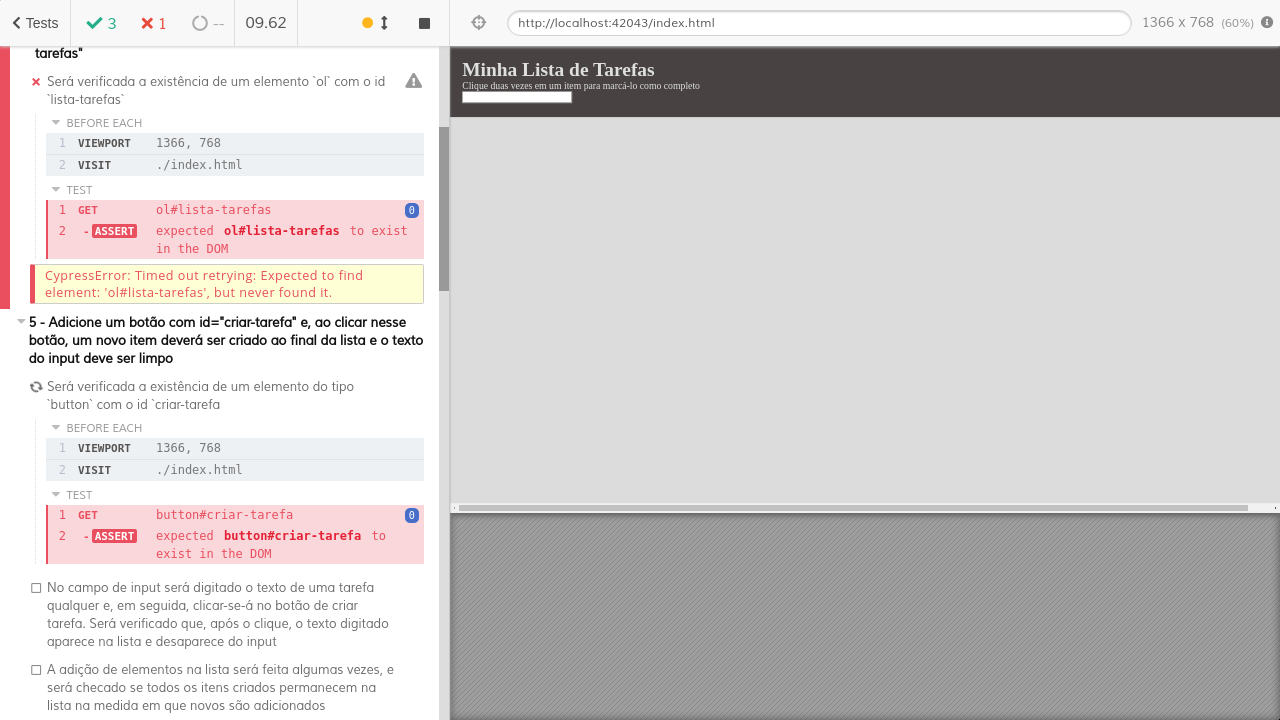 Tests 3 1 -- 09.62 http://localhost:42043/index.html 1366 x 768 (60%)
tarefas"
Será verificada a existência de um elemento `ol` com o id
`lista-tarefas`
BEFORE EACH
1 VIEWPORT 1366, 768
2 VISIT ./index.html
TEST
1 GET ol#lista-tarefas 0
2 -ASSERT expected ol#lista-tarefas to exist
in the DOM
CypressError: Timed out retrying: Expected to find
element: 'ol#lista-tarefas', but never found it.
5 - Adicione um botão com id="criar-tarefa" e, ao clicar nesse
botão, um novo item deverá ser criado ao final da lista e o texto
do input deve ser limpo
Será verificada a existência de um elemento do tipo
`button` com o id `criar-tarefa
BEFORE EACH
1 VIEWPORT 1366, 768
2 VISIT ./index.html
TEST
1 GET button#criar-tarefa 0
2 -ASSERT expected button#criar-tarefa to
exist in the DOM
No campo de input será digitado o texto de uma tarefa
qualquer e, em seguida, clicar-se-á no botão de criar
tarefa. Será verificado que, após o clique, o texto digitado
aparece na lista e desaparece do input
A adição de elementos na lista será feita algumas vezes, e
será checado se todos os itens criados permanecem na
lista na medida em que novos são adicionados
Minha Lista de Tarefas
Clique duas vezes em um item para marcá-lo como completo